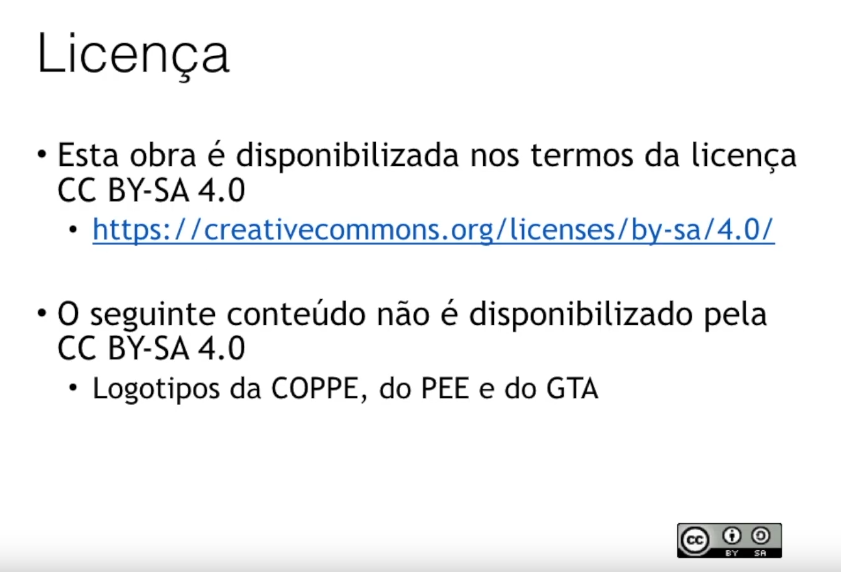 Licença
• Esta obra é disponibilizada nos termos da licença
CC BY-SA 4.0
• https://creativecommons.org/licenses/by-sa/4.0/
• O seguinte conteúdo não é disponibilizado pela
CC BY-SA 4.0
• Logotipos da COPPE, do PEE e do GTA
cc
BY SA